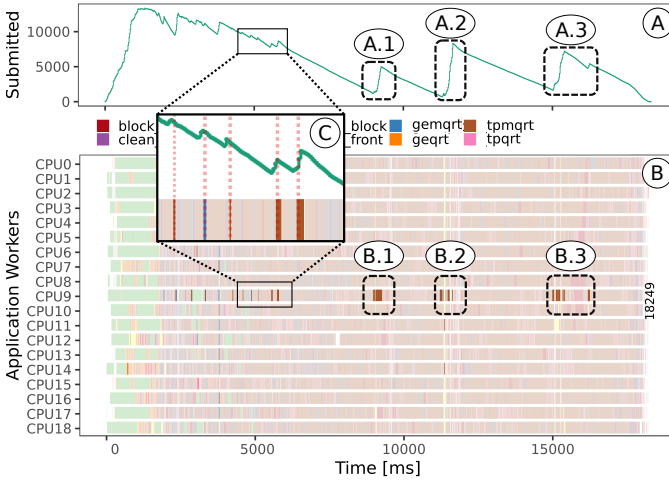 A
A.1
A.2
A.3
Submitted
10000
5000
0
C
block
clean
block
front
gemqrt
geqrt
tpmqrt
tpqrt
B
Application Workers
CPU0
CPU1
CPU2
CPU3
CPU4
CPU5
CPU6
CPU7
CPU8
CPU9
CPU10
CPU11
CPU12
CPU13
CPU14
CPU15
CPU16
CPU17
CPU18
B.1
B.2
B.3
18249
0
5000
10000
15000
Time [ms]